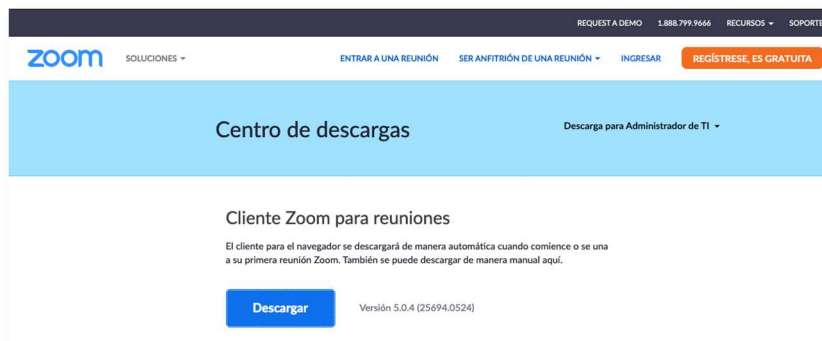 REQUEST A DEMO 1.888.799.9666 RECURSOS SOPORTE
zoom SOLUCIONES ENTRAR A UNA REUNIÓN SER ANFITRIÓN DE UNA REUNIÓN INGRESAR REGÍSTRESE, ES GRATUITA
Centro de descargas Descarga para Administrador de TI
Cliente Zoom para reuniones
El cliente para el navegador se descargará de manera automática cuando comience o se una
a su primera reunión Zoom. También se puede descargar de manera manual aquí.
Descargar Versión 5.0.4 (25694.0524)